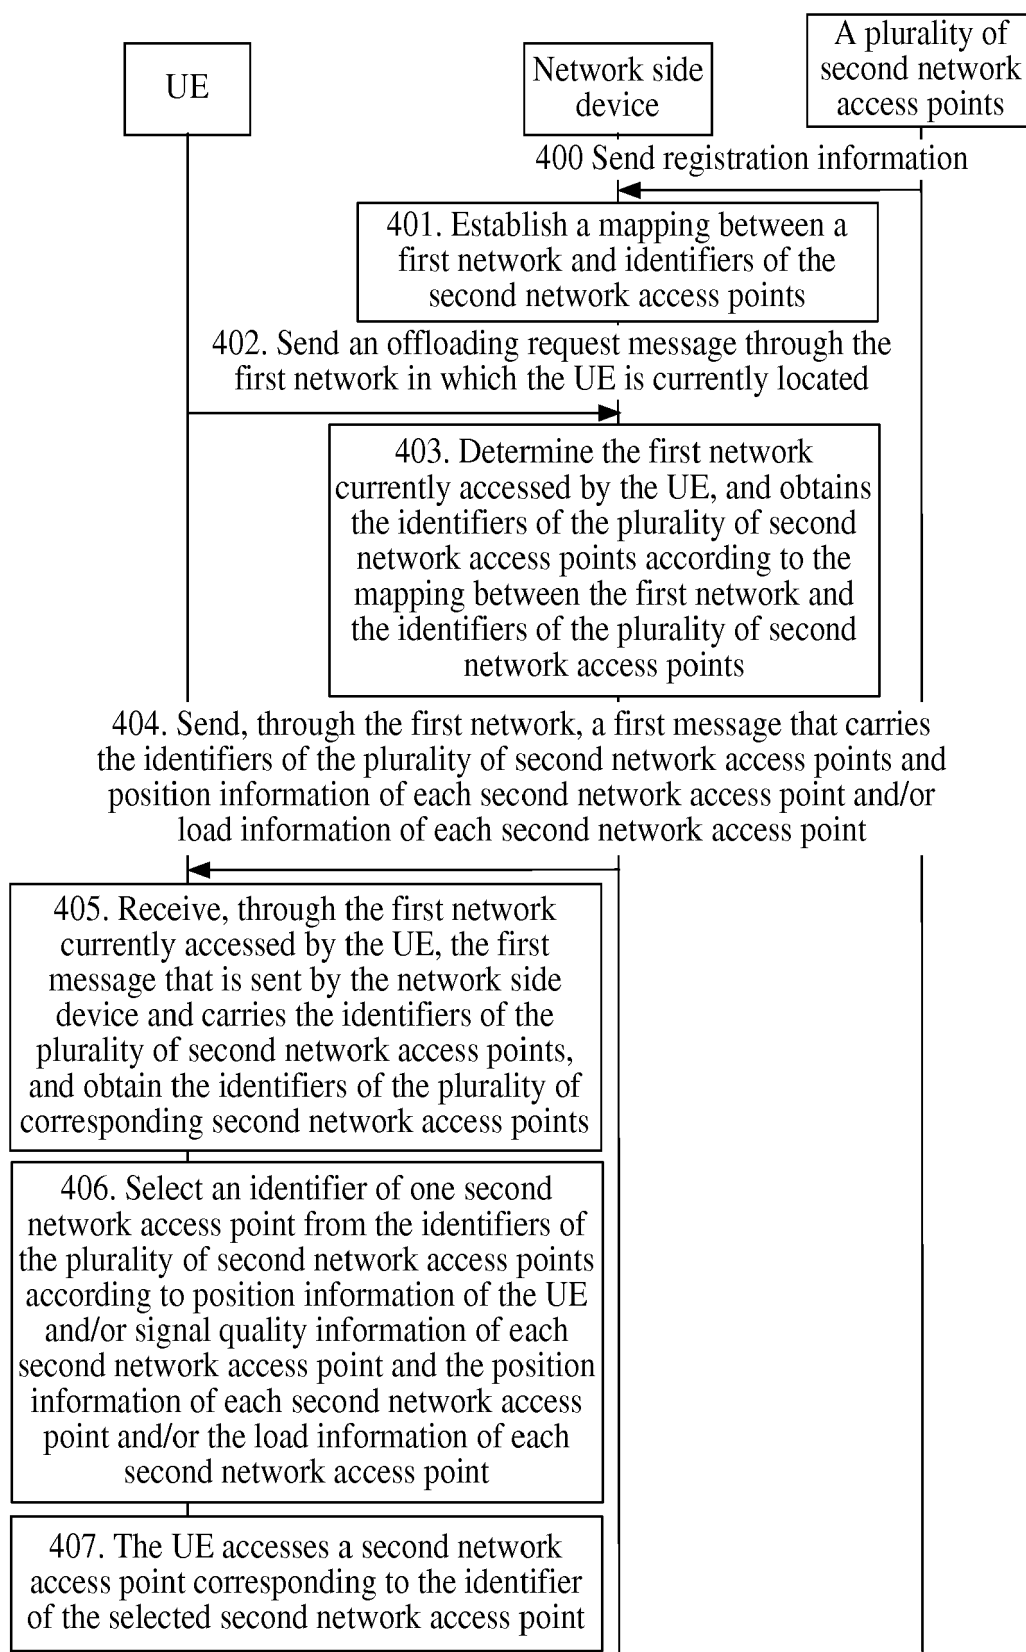 UE
Network side
device
A plurality of
second network
access points
400 Send registration information
401. Establish a mapping between a
first network and identifiers of the
second network access points
402. Send an offloading request message through the
first network in which the UE is currently located
403. Determine the first network
currently accessed by the UE, and obtains
the identifiers of the plurality of second
network access points according to the
mapping between the first network and
the identifiers of the plurality of second
network access points
404. Send, through the first network, a first message that carries
the identifiers of the plurality of second network access points and
position information of each second network access point and/or
load information of each second network access point
405. Receive, through the first network
currently accessed by the UE, the first
message that is sent by the network side
device and carries the identifiers of the
plurality of second network access points,
and obtain the identifiers of the plurality of
corresponding second network access points
406. Select an identifier of one second
network access point from the identifiers of
the plurality of second network access points
according to position information of the UE
and/or signal quality information of each
second network access point and the position
information of each second network access
point and/or the load information of each
second network access point
407. The UE accesses a second network
access point corresponding to the identifier
of the selected second network access point